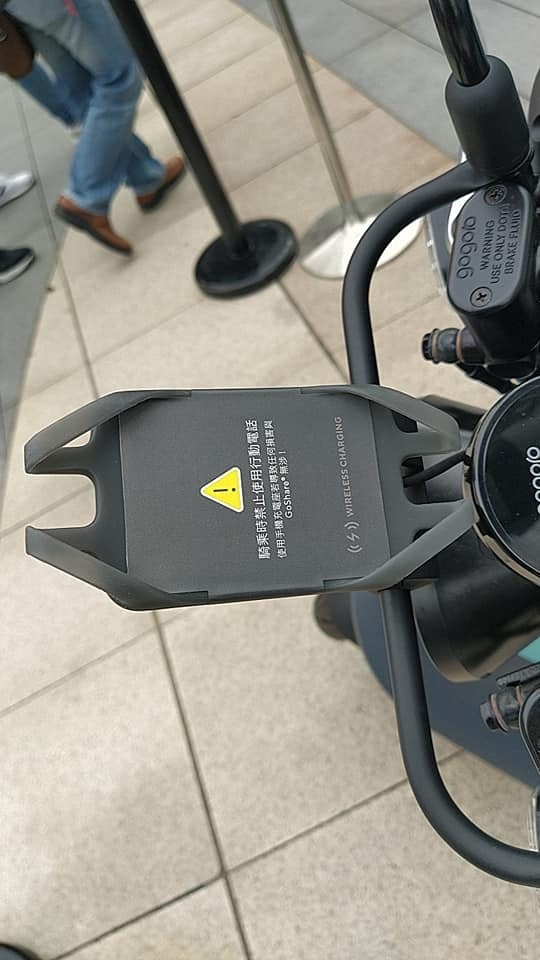 騎乘時禁止使用行動電話
使用手機充電座若導致任何損害與
GoShare® 無涉！
WIRELESS CHARGING
gogoro
WARNING
USE ONLY DOT4
BRAKE FLUID
gogoro